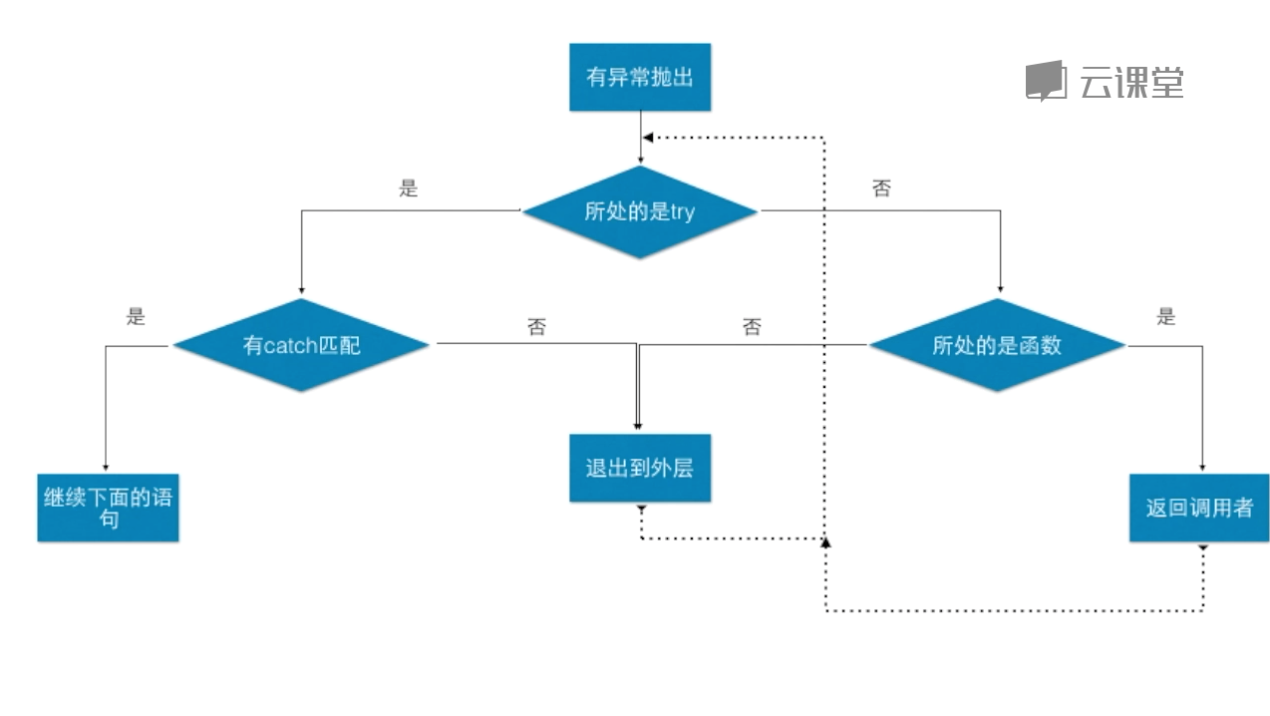 有异常抛出
云课堂
是
所处的是try
否
是
有catch匹配
否
否
所处的是函数
是
继续下面的语
句
退出到外层
返回调用者